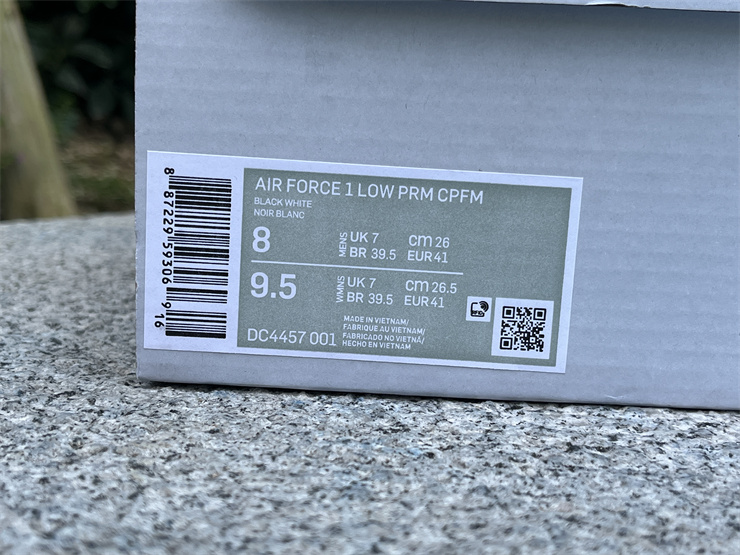 8 87229 59306 9 16
AIR FORCE 1 LOW PRM CPFM
BLACK WHITE
NOIR BLANC
8 MENS UK 7 cm 26
BR 39.5 EUR 41
9.5 WMNS UK 7 cm 26.5
BR 39.5 EUR 41
DC4457 001
MADE IN VIETNAM/
FABRIQUE AU VIETNAM/
FABRICADO NO VIETNÃ/
HECHO EN VIETNAM